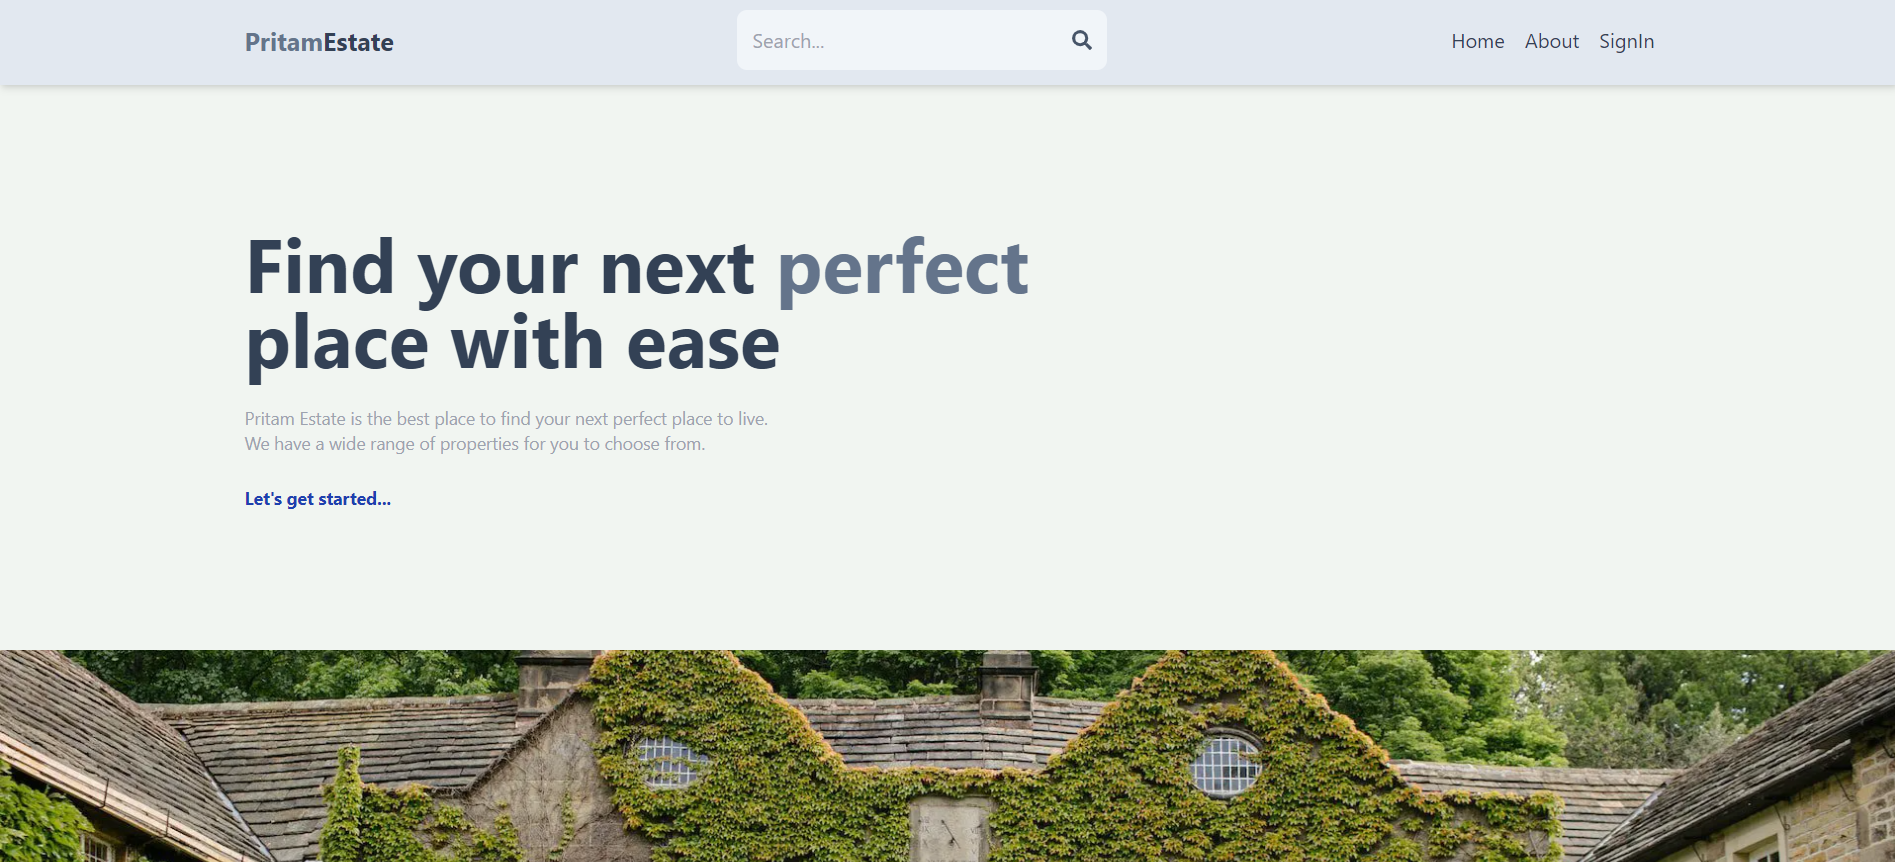 PritamEstate
Search...
Home About SignIn
Find your next perfect
place with ease
Pritam Estate is the best place to find your next perfect place to live.
We have a wide range of properties for you to choose from.
Let's get started...